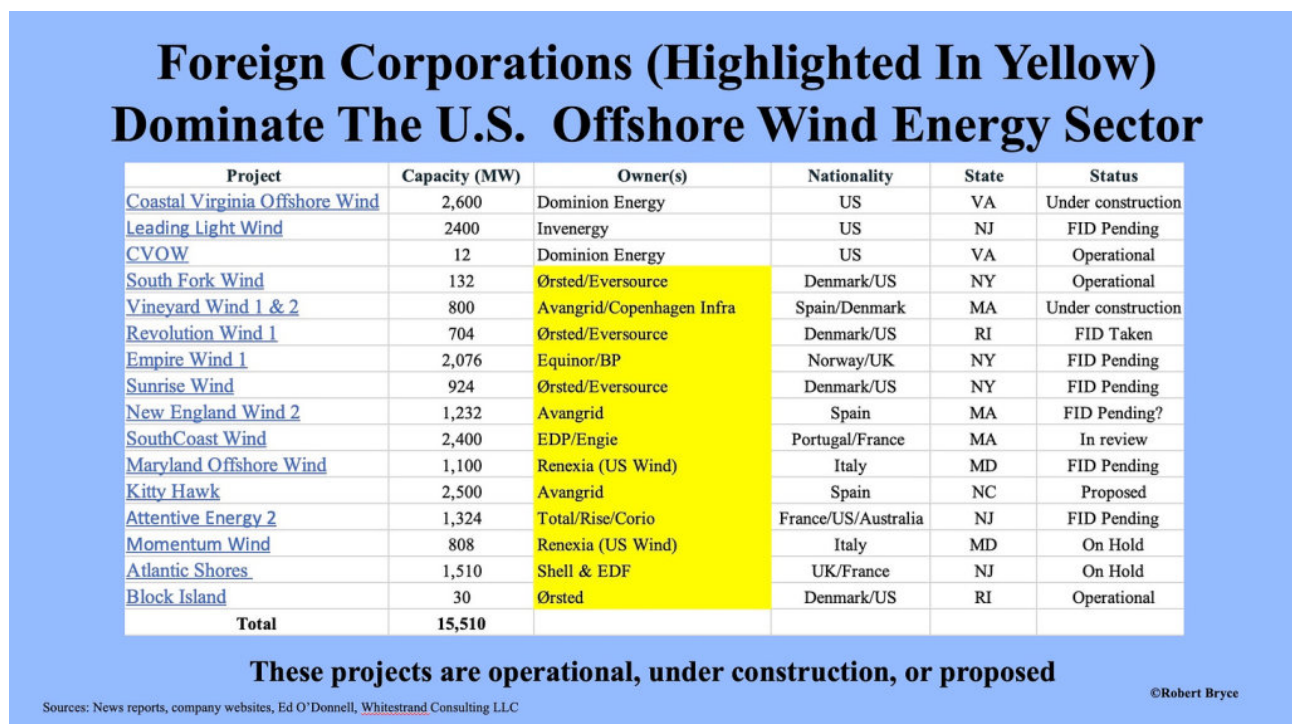 Foreign Corporations (Highlighted In Yellow)
Dominate The U.S. Offshore Wind Energy Sector
Project Capacity (MW) Owner(s) Nationality State Status
Coastal Virginia Offshore Wind 2,600 Dominion Energy US VA Under construction
Leading Light Wind 2400 Invenergy US NJ FID Pending
CVOW 12 Dominion Energy US VA Operational
South Fork Wind 132 Ørsted/Eversource Denmark/US NY Operational
Vineyard Wind 1 & 2 800 Avangrid/Copenhagen Infra Spain/Denmark MA Under construction
Revolution Wind 1 704 Ørsted/Eversource Denmark/US RI FID Taken
Empire Wind 1 2,076 Equinor/BP Norway/UK NY FID Pending
Sunrise Wind 924 Ørsted/Eversource Denmark/US NY FID Pending
New England Wind 2 1,232 Avangrid Spain MA FID Pending?
SouthCoast Wind 2,400 EDP/Engie Portugal/France MA In review
Maryland Offshore Wind 1,100 Renexia (US Wind) Italy MD FID Pending
Kitty Hawk 2,500 Avangrid Spain NC Proposed
Attentive Energy 2 1,324 Total/Rise/Corio France/US/Australia NJ FID Pending
Momentum Wind 808 Renexia (US Wind) Italy MD On Hold
Atlantic Shores 1,510 Shell & EDF UK/France NJ On Hold
Block Island 30 Ørsted Denmark/US RI Operational
Total 15,510
These projects are operational, under construction, or proposed
©Robert Bryce
Sources: News reports, company websites, Ed O'Donnell, Whitestrand Consulting LLC